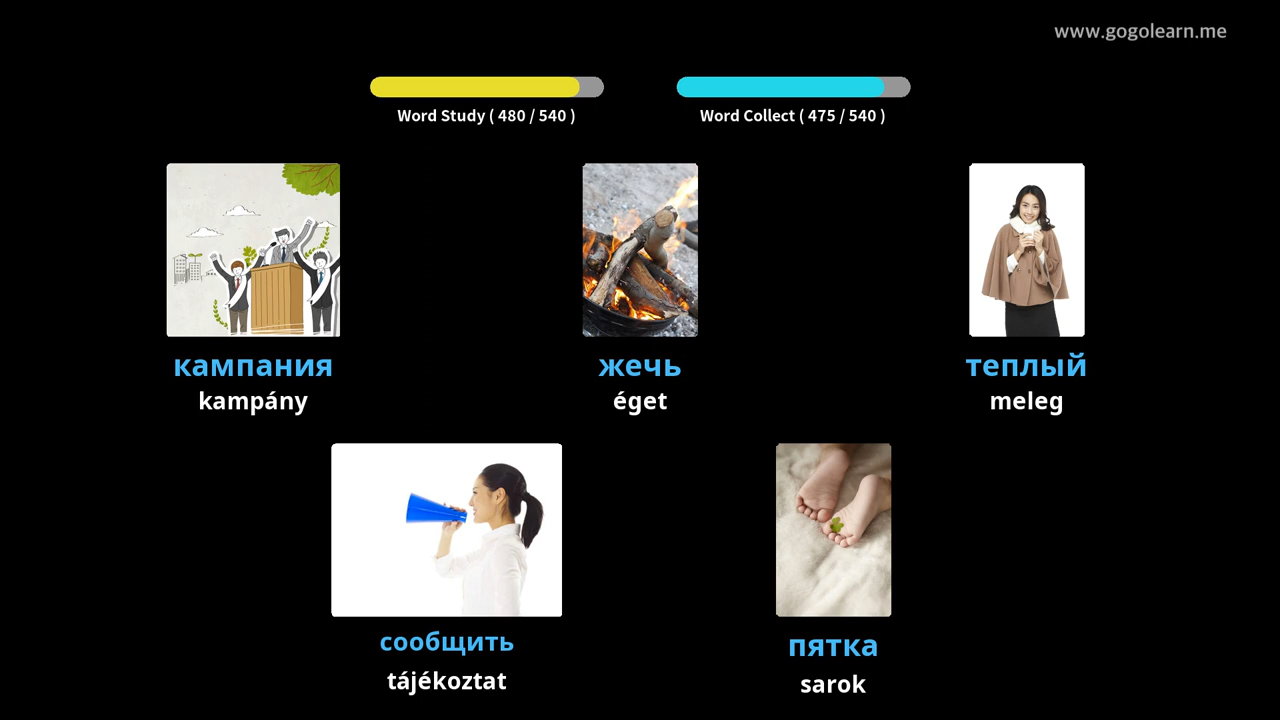 www.gogolearn.me
Word Study ( 480 / 540 )
Word Collect ( 475 / 540 )
кампания
kampány
жечь
éget
теплый
meleg
сообщить
tájékoztat
пятка
sarok